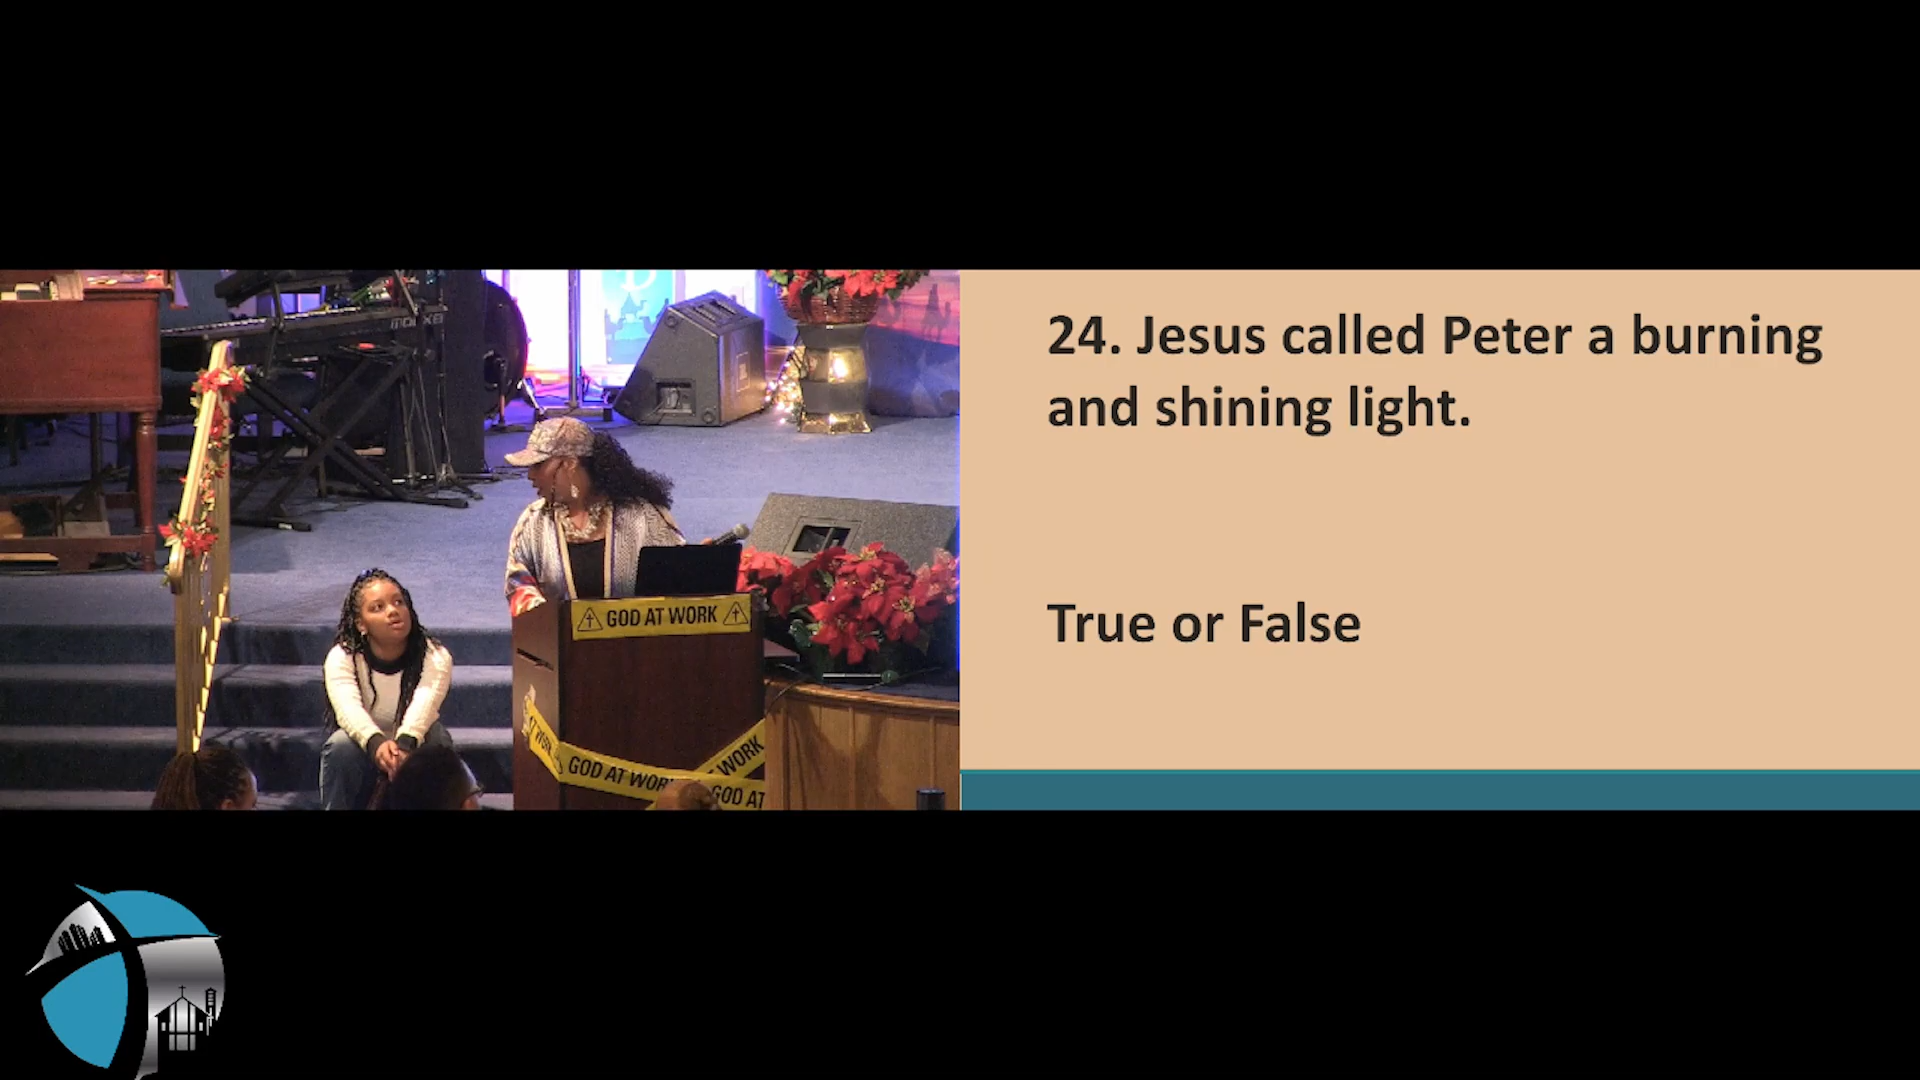 24. Jesus called Peter a burning
and shining light.
True or False
GOD AT WORK
GOD AT WORK
WORK
GOD AT